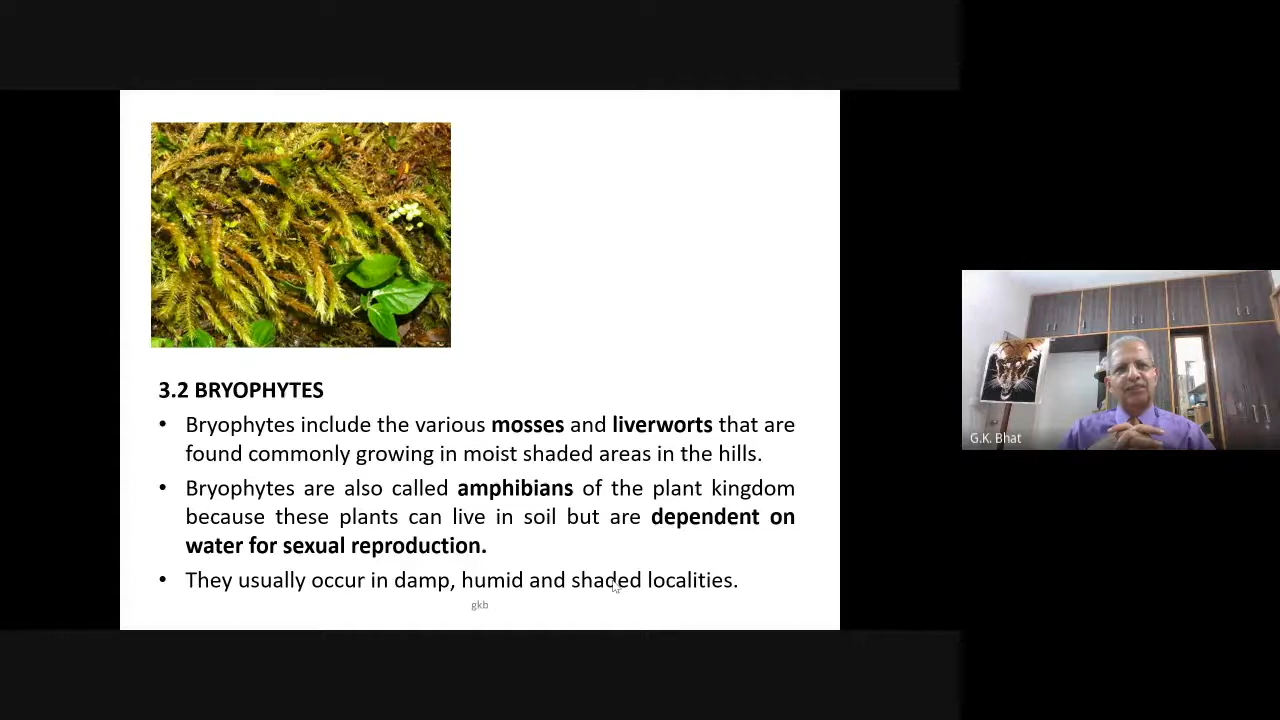 3.2 BRYOPHYTES
• Bryophytes include the various mosses and liverworts that are
found commonly growing in moist shaded areas in the hills.
• Bryophytes are also called amphibians of the plant kingdom
because these plants can live in soil but are dependent on
water for sexual reproduction.
• They usually occur in damp, humid and shaded localities.
gkb
G.K. Bhat